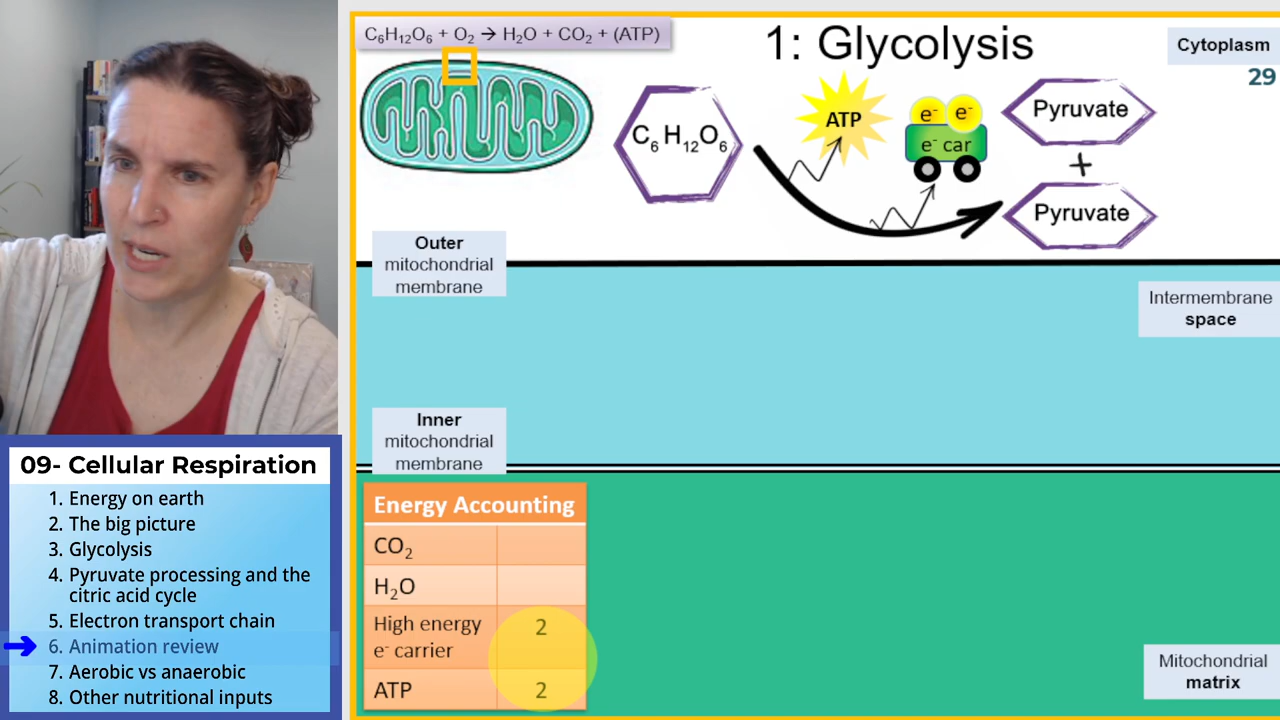 C₆H₁₂O₆ + O₂ → H₂O + CO₂ + (ATP)
1: Glycolysis
Cytoplasm
29
C₆ H₁₂O₆
ATP
e⁻ e⁻
e⁻ car
Pyruvate
+
Pyruvate
Outer
mitochondrial
membrane
Intermembrane
space
Inner
mitochondrial
membrane
09- Cellular Respiration
1. Energy on earth
2. The big picture
3. Glycolysis
4. Pyruvate processing and the
citric acid cycle
5. Electron transport chain
6. Animation review
7. Aerobic vs anaerobic
8. Other nutritional inputs
Energy Accounting
CO₂
H₂O
High energy
e⁻ carrier 2
ATP 2
Mitochondrial
matrix